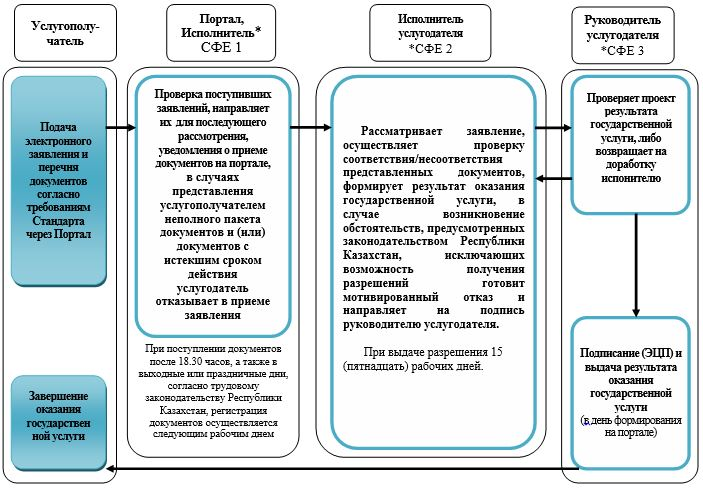 Услугополу-
чатель
Портал,
Исполнитель*
СФЕ 1
Исполнитель
услугодателя
*СФЕ 2
Руководитель
услугодателя
*СФЕ 3
Подача
электронного
заявления и
перечня
документов
согласно
требованиям
Стандарта
через Портал
Завершение
оказания
государствен
ной услуги
Проверка поступивших
заявлений, направляет
их для последующего
рассмотрения,
уведомления о приеме
документов на портале,
в случаях
представления
услугополучателем
неполного пакета
документов и (или)
документов с
истекшим сроком
действия
услугодатель
отказывает в приеме
заявления
При поступлении документов
после 18.30 часов, а также в
выходные или праздничные дни,
согласно трудовому
законодательству Республики
Казахстан, регистрация
документов осуществляется
следующим рабочим днем
Рассматривает заявление,
осуществляет проверку
соответствия/несоответствия
представленных документов,
формирует результат оказания
государственной услуги, в
случае возникновение
обстоятельств, предусмотренных
законодательством Республики
Казахстан, исключающих
возможность получения
разрешений готовит
мотивированный отказ и
направляет на подпись
руководителю услугодателя.
При выдаче разрешения 15
(пятнадцать) рабочих дней.
Проверяет проект
результата
государственной
услуги, либо
возвращает на
доработку
испонителю
Подписание (ЭЦП) и
выдача результата
оказания
государственной
услуги
(в день формирования
на портале)